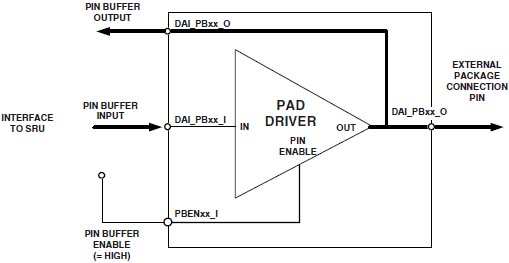 PIN BUFFER
OUTPUT
DAI_PBxx_O
EXTERNAL
PACKAGE
CONNECTION
PIN
INTERFACE
TO SRU
PIN BUFFER
INPUT
DAI_PBxx_I
IN
PAD
DRIVER
PIN
ENABLE
OUT
DAI_PBxx_O
PBENxx_I
PIN BUFFER
ENABLE
(= HIGH)